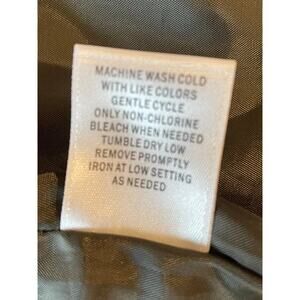 MACHINE WASH COLD
WITH LIKE COLORS
GENTLE CYCLE
ONLY NON-CHLORINE
BLEACH WHEN NEEDED
TUMBLE DRY LOW
REMOVE PROMPTLY
IRON AT LOW SETTING
AS NEEDED